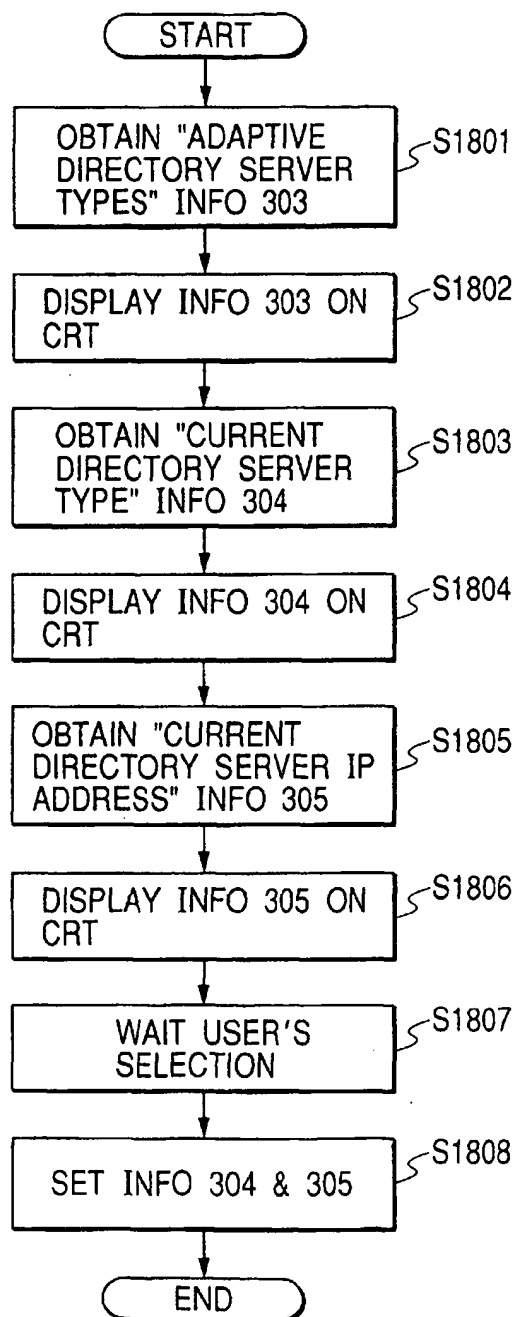 START
OBTAIN "ADAPTIVE
DIRECTORY SERVER
TYPES" INFO 303
S1801
DISPLAY INFO 303 ON
CRT
S1802
OBTAIN "CURRENT
DIRECTORY SERVER
TYPE" INFO 304
S1803
DISPLAY INFO 304 ON
CRT
S1804
OBTAIN "CURRENT
DIRECTORY SERVER IP
ADDRESS" INFO 305
S1805
DISPLAY INFO 305 ON
CRT
S1806
WAIT USER'S
SELECTION
S1807
SET INFO 304 & 305
S1808
END